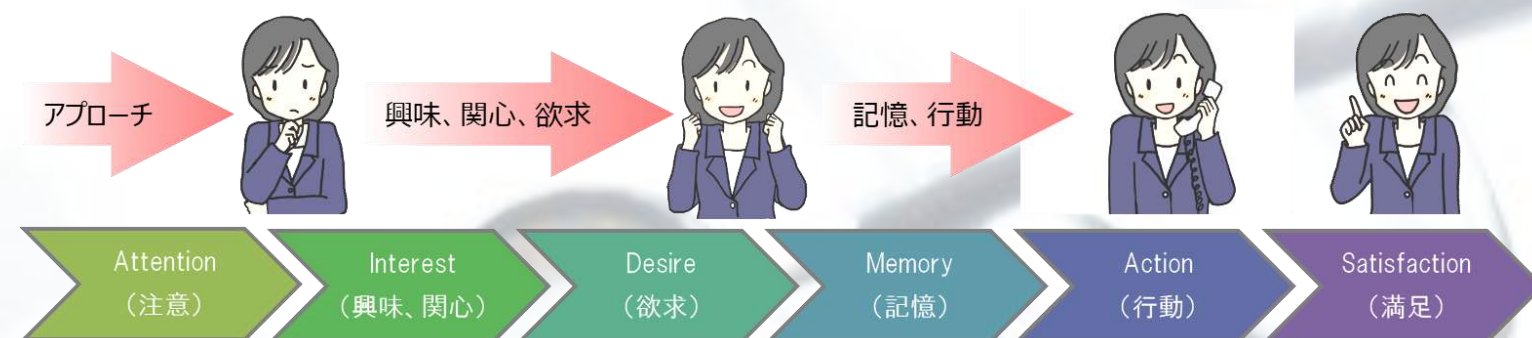 アプローチ
興味、関心、欲求
記憶、行動
Attention
（注意）
Interest
（興味、関心）
Desire
（欲求）
Memory
（記憶）
Action
（行動）
Satisfaction
（満足）